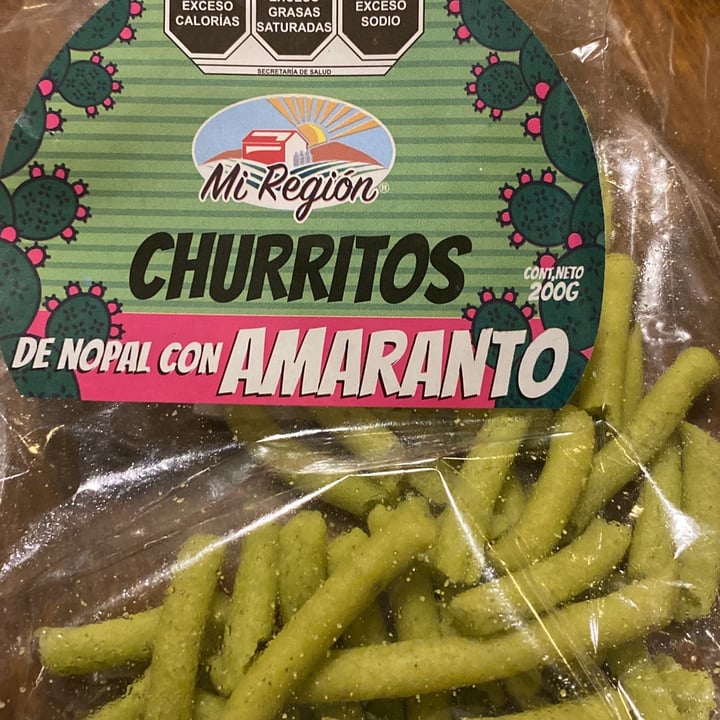 EXCESO
CALORÍAS
EXCESO
GRASAS
SATURADAS
EXCESO
SODIO
SECRETARÍA DE SALUD
Mi Región®
CHURRITOS
CONT,NETO
200G
DE NOPAL CON AMARANTO